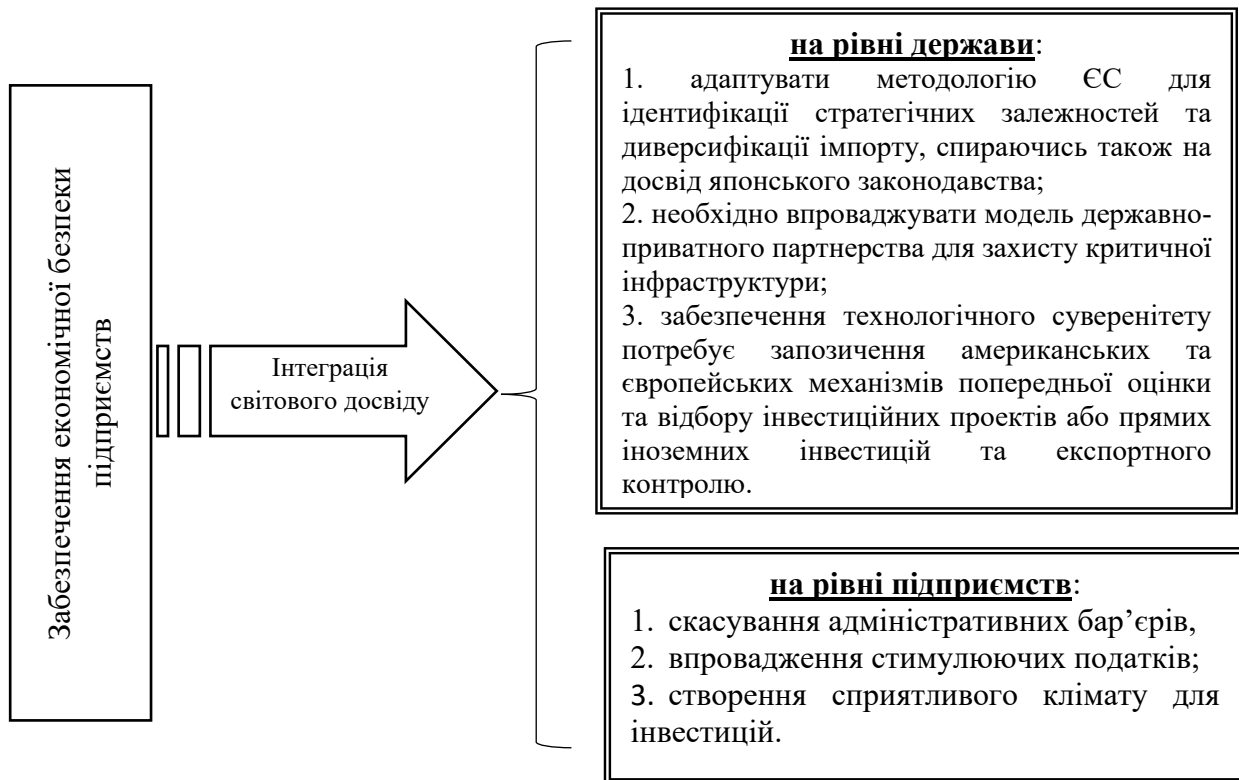 Забезпечення економічної безпеки
підприємств
Інтеграція
світового досвіду
на рівні держави:
1. адаптувати методологію ЄС для
ідентифікації стратегічних залежностей та
диверсифікації імпорту, спираючись також на
досвід японського законодавства;
2. необхідно впроваджувати модель державно-
приватного партнерства для захисту критичної
інфраструктури;
3. забезпечення технологічного суверенітету
потребує запозичення американських та
європейських механізмів попередньої оцінки
та відбору інвестиційних проектів або прямих
іноземних інвестицій та експортного
контролю.
на рівні підприємств:
1. скасування адміністративних бар’єрів,
2. впровадження стимулюючих податків;
3. створення сприятливого клімату для
інвестицій.